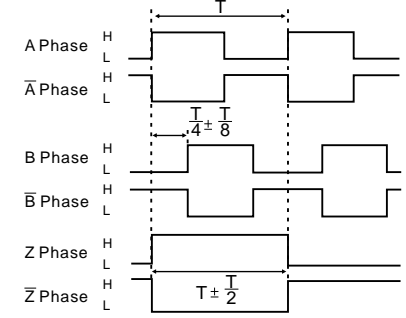 T
A Phase H
L
A̅ Phase H
L
T/4 ± T/8
B Phase H
L
B̅ Phase H
L
Z Phase H
L
Z̅ Phase H
L
T ± T/2